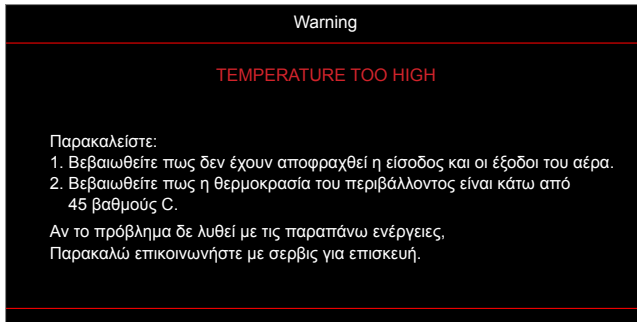 Warning
TEMPERATURE TOO HIGH
Παρακαλείστε:
1. Βεβαιωθείτε πως δεν έχουν αποφραχθεί η είσοδος και οι έξοδοι του αέρα.
2. Βεβαιωθείτε πως η θερμοκρασία του περιβάλλοντος είναι κάτω από
45 βαθμούς C.
Αν το πρόβλημα δε λυθεί με τις παραπάνω ενέργειες,
Παρακαλώ επικοινωνήστε με σερβις για επισκευή.